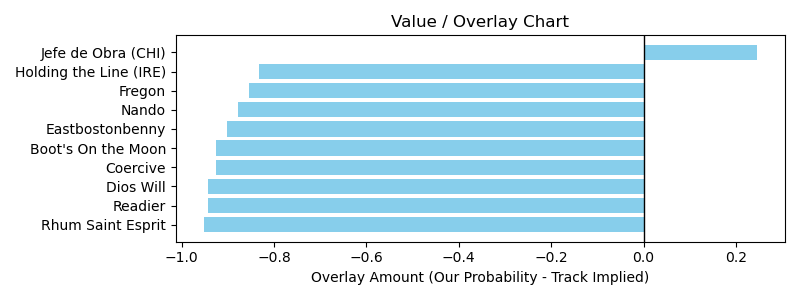 Value / Overlay Chart
Jefe de Obra (CHI)
Holding the Line (IRE)
Fregon
Nando
Eastbostonbenny
Boot's On the Moon
Coercive
Dios Will
Readier
Rhum Saint Esprit
−1.0 −0.8 −0.6 −0.4 −0.2 0.0 0.2
Overlay Amount (Our Probability - Track Implied)